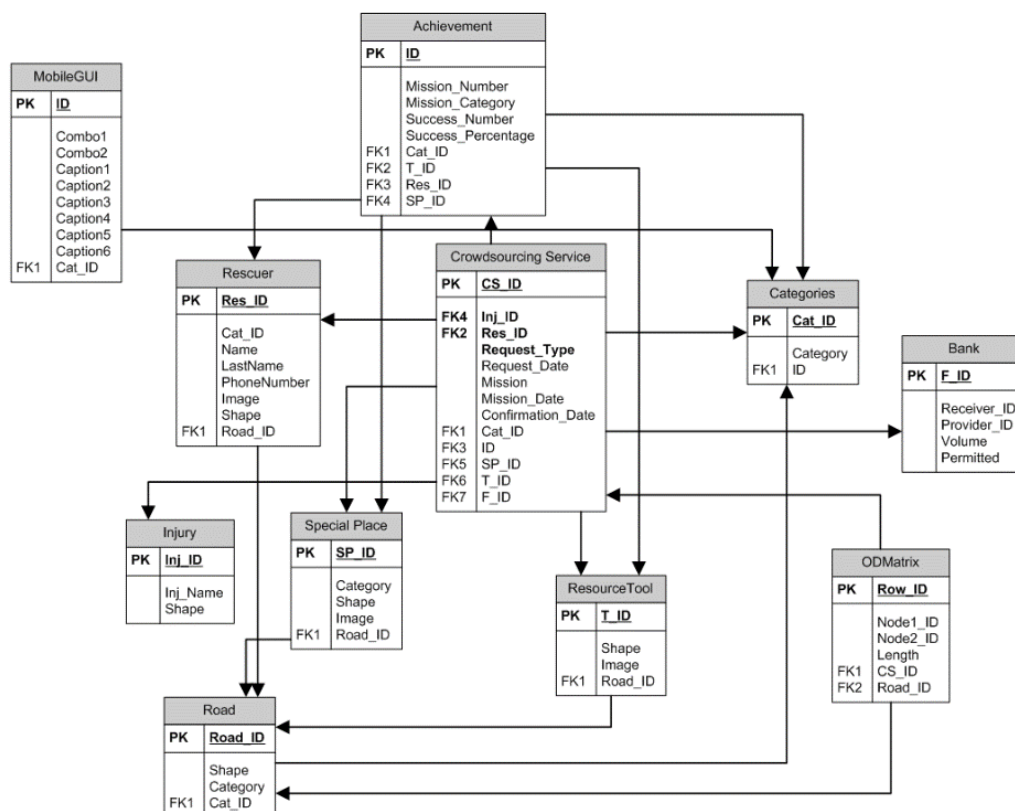 Achievement
PK ID
Mission_Number
Mission_Category
Success_Number
Success_Percentage
FK1 Cat_ID
FK2 T_ID
FK3 Res_ID
FK4 SP_ID
MobileGUI
PK ID
Combo1
Combo2
Caption1
Caption2
Caption3
Caption4
Caption5
Caption6
FK1 Cat_ID
Rescuer
PK Res_ID
Cat_ID
Name
LastName
PhoneNumber
Image
Shape
FK1 Road_ID
Crowdsourcing Service
PK CS_ID
FK4 Inj_ID
FK2 Res_ID
Request_Type
Request_Date
Mission
Mission_Date
Confirmation_Date
FK1 Cat_ID
FK3 ID
FK5 SP_ID
FK6 T_ID
FK7 F_ID
Categories
PK Cat_ID
Category
FK1 ID
Bank
PK F_ID
Receiver_ID
Provider_ID
Volume
Permitted
Injury
PK Inj_ID
Inj_Name
Shape
Special Place
PK SP_ID
Category
Shape
Image
FK1 Road_ID
ResourceTool
PK T_ID
Shape
Image
FK1 Road_ID
ODMatrix
PK Row_ID
Node1_ID
Node2_ID
Length
FK1 CS_ID
FK2 Road_ID
Road
PK Road_ID
Shape
Category
FK1 Cat_ID